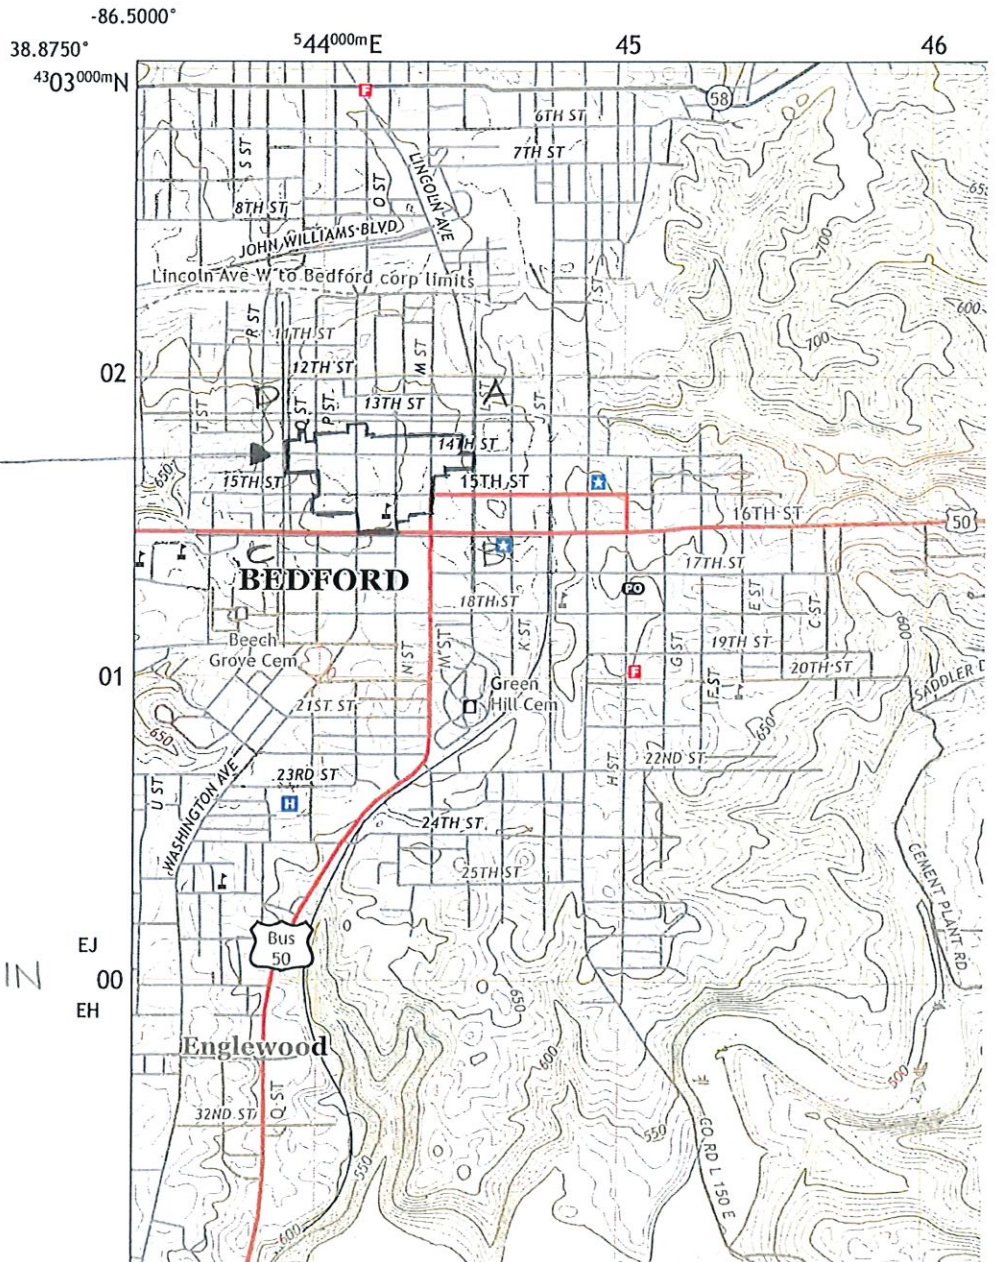 -86.5000°
38.8750°
544000mE
45
46
4303000mN
F
58
6TH ST
7TH ST
S ST
O ST
LINCOLN AVE
8TH ST
JOHN WILLIAMS BLVD
Lincoln Ave W to Bedford corp limits
I ST
700
650
600
R ST
11TH ST
12TH ST
M ST
700
02
D
A
T ST
Q ST
P ST
13TH ST
J ST
14TH ST
650
15TH ST
15TH ST
16TH ST
50
C
BEDFORD
D
17TH ST
PO
18TH ST
E ST
C ST
600
Beech
Grove Cem
N ST
M ST
K ST
G ST
19TH ST
20TH ST
01
F
F ST
SADDLER D
Green
Hill Cem
21ST ST
650
650
22ND ST
H ST
23RD ST
U ST
H
WASHINGTON AVE
24TH ST
25TH ST
CEMENT PLANT RD
Bus
50
EJ
IN
00
EH
650
600
Englewood
500
Q ST
32ND ST
550
550
CO RD L 150 E
600